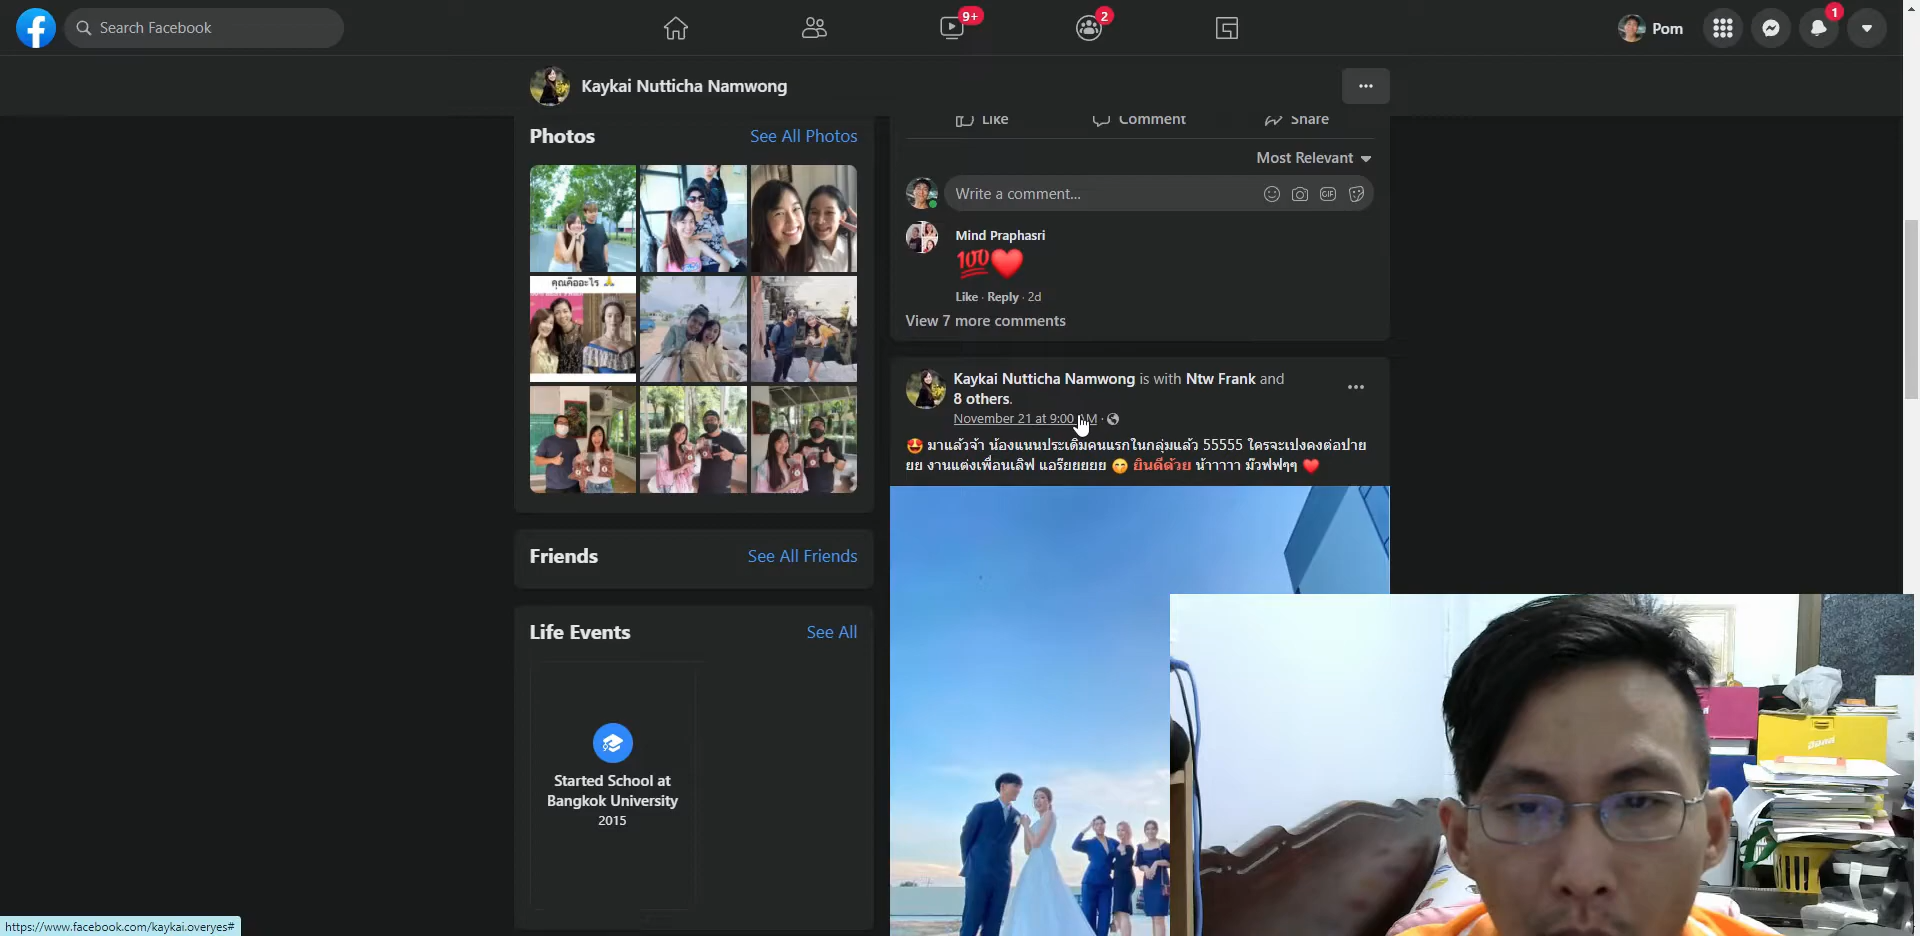 Search Facebook
9+
2
Pom
1
Kaykai Nutticha Namwong
Photos
See All Photos
คุณคืออะไร
Friends
See All Friends
Life Events
See All
Started School at
Bangkok University
2015
Like
Comment
Share
Most Relevant
Write a comment...
GIF
Mind Praphasri
💯❤️
Like · Reply · 2d
View 7 more comments
Kaykai Nutticha Namwong is with Ntw Frank and
8 others.
November 21 at 9:00 AM ·
🤩 มาแล้วจ้า น้องแนนประเดิมคนแรกในกลุ่มแล้ว 55555 ใครจะเปงคงต่อปาย
ยย งานแต่งเพื่อนเลิฟ แอร๊ยยยยย 🤭 ยินดีด้วย น้าาาาา ม๊วฟฟๆๆ ❤️
https://www.facebook.com/kaykai.overyes#